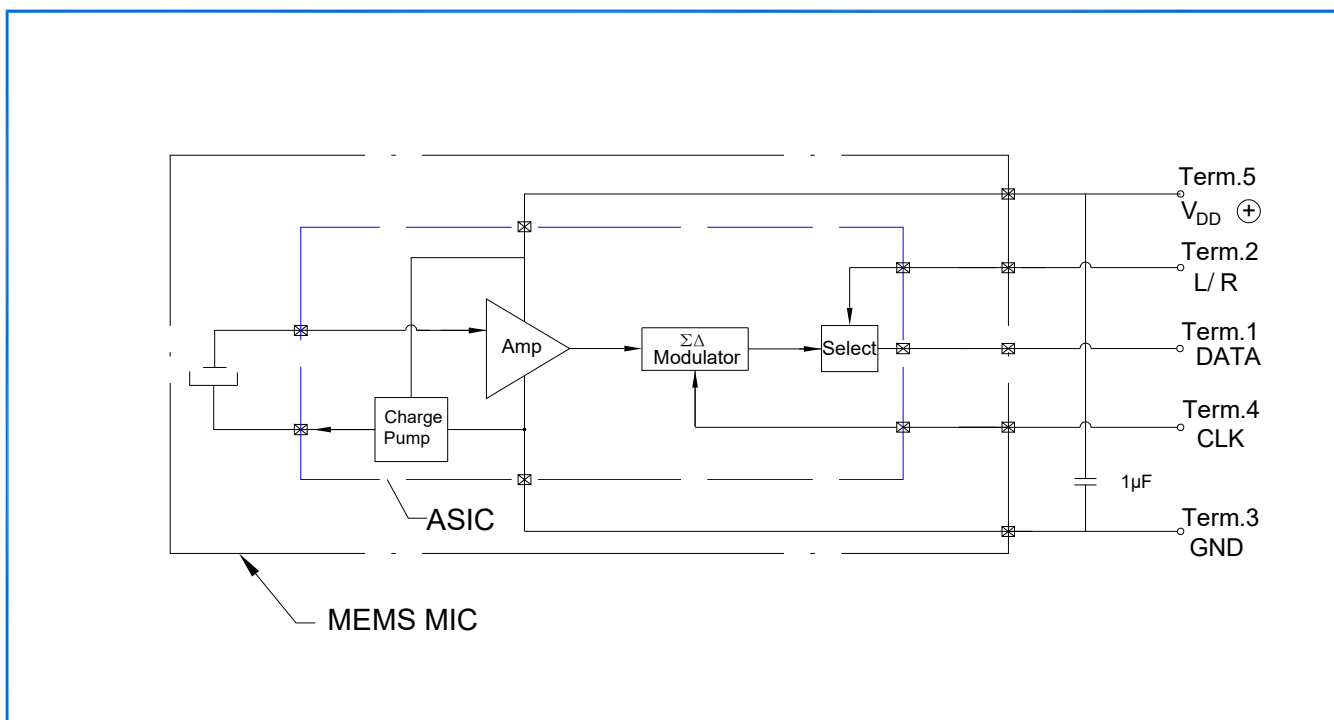 Term.5
VDD +
Term.2
L/ R
Amp
ΣΔ
Modulator
Select
Term.1
DATA
Charge
Pump
Term.4
CLK
1µF
ASIC
Term.3
GND
MEMS MIC